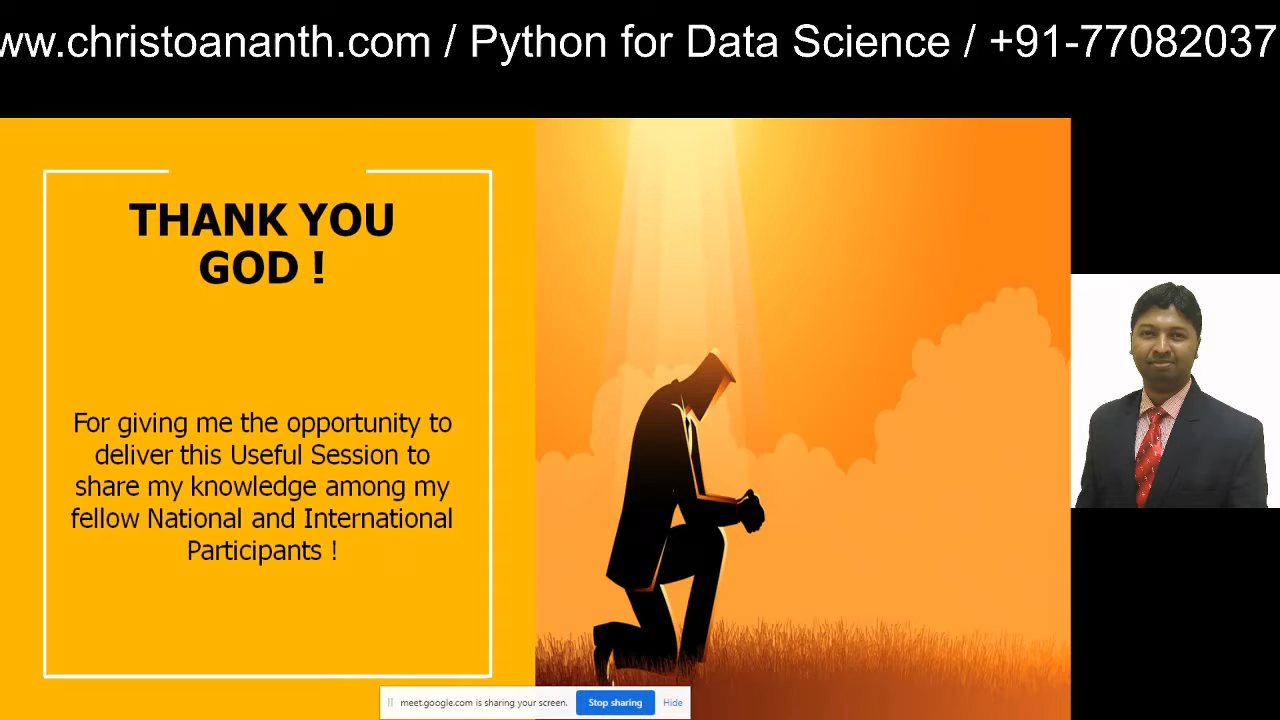 ww.christoananth.com / Python for Data Science / +91-77082037
THANK YOU
GOD !
For giving me the opportunity to
deliver this Useful Session to
share my knowledge among my
fellow National and International
Participants !
meet.google.com is sharing your screen.
Stop sharing
Hide